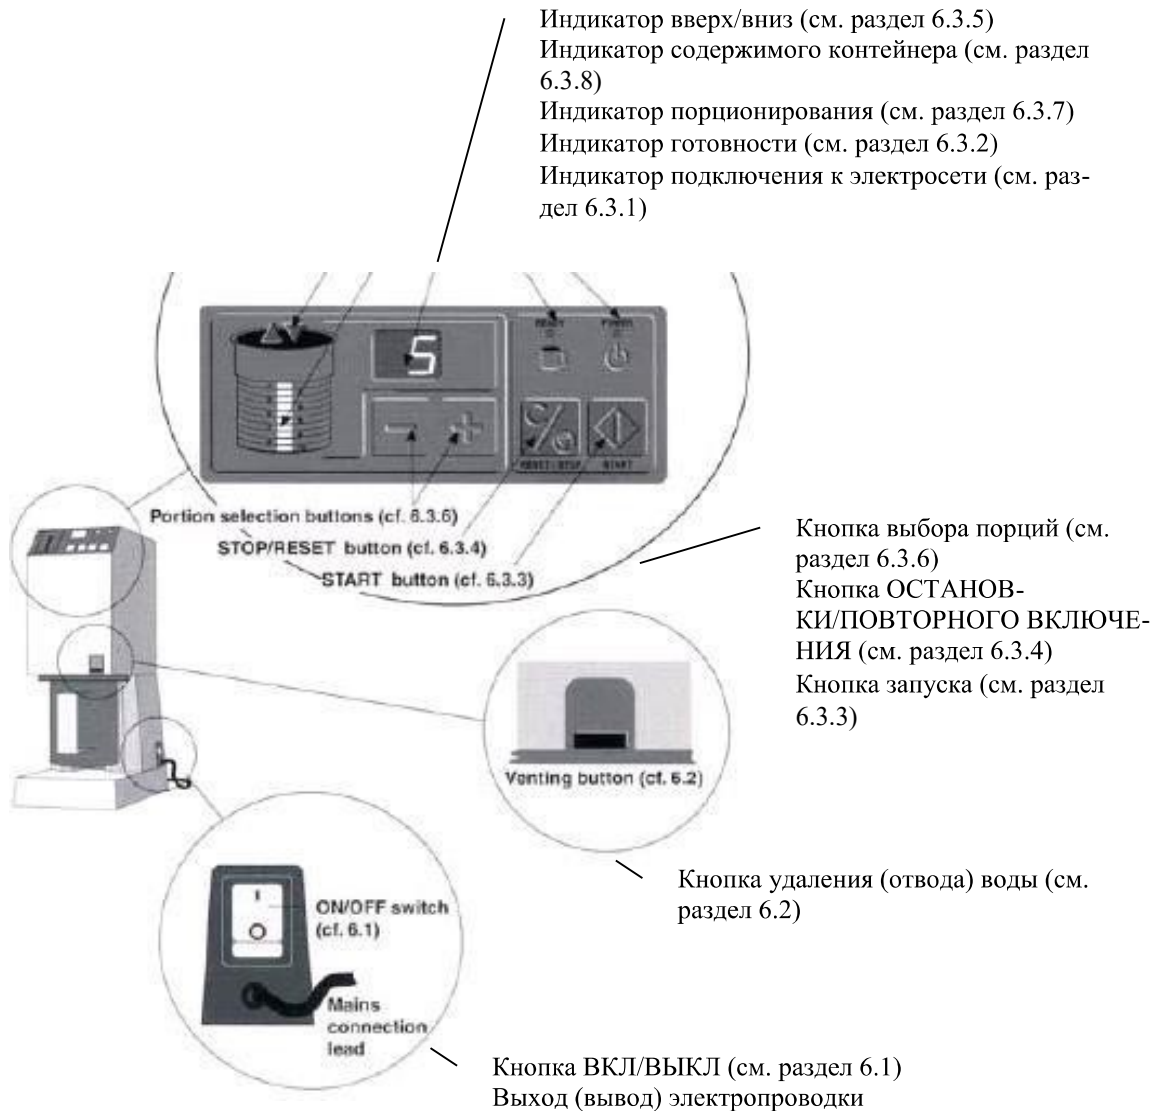 Индикатор вверх/вниз (см. раздел 6.3.5)
Индикатор содержимого контейнера (см. раздел
6.3.8)
Индикатор порционирования (см. раздел 6.3.7)
Индикатор готовности (см. раздел 6.3.2)
Индикатор подключения к электросети (см. раз-
дел 6.3.1)
READY
POWER
5
RESET/STOP
START
Portion selection buttons (cf. 6.3.6)
STOP/RESET button (cf. 6.3.4)
START button (cf. 6.3.3)
Кнопка выбора порций (см.
раздел 6.3.6)
Кнопка ОСТАНОВ-
КИ/ПОВТОРНОГО ВКЛЮЧЕ-
НИЯ (см. раздел 6.3.4)
Кнопка запуска (см. раздел
6.3.3)
Venting button (cf. 6.2)
Кнопка удаления (отвода) воды (см.
раздел 6.2)
I
O
ON/OFF switch
(cf. 6.1)
Mains
connection
lead
Кнопка ВКЛ/ВЫКЛ (см. раздел 6.1)
Выход (вывод) электропроводки